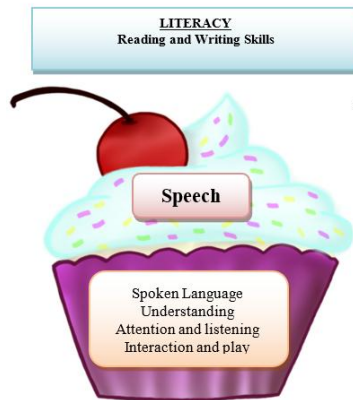 LITERACY
Reading and Writing Skills
Speech
Spoken Language
Understanding
Attention and listening
Interaction and play